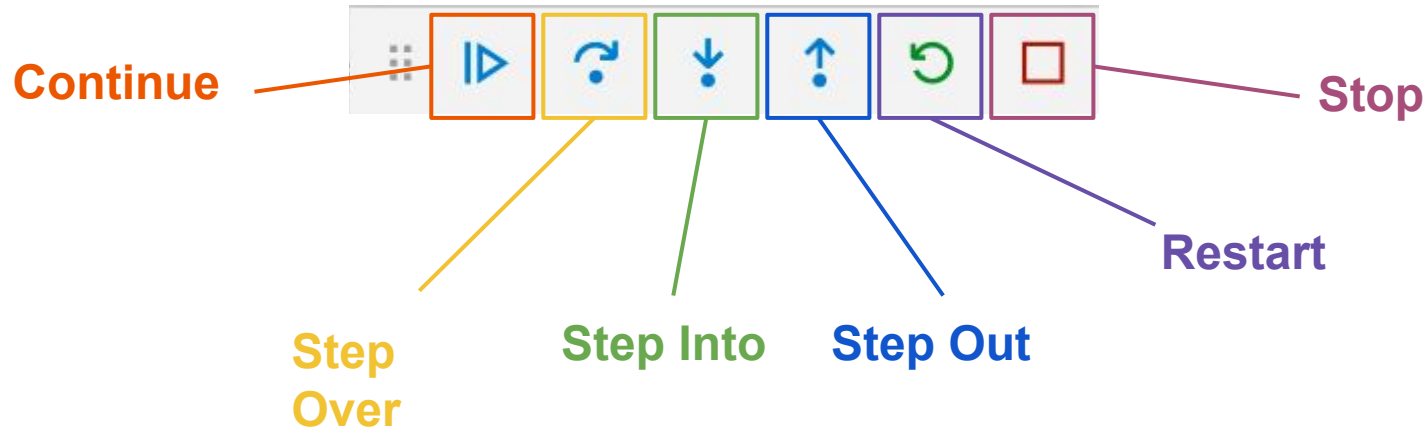 Continue
Stop
Restart
Step
Over
Step Into
Step Out